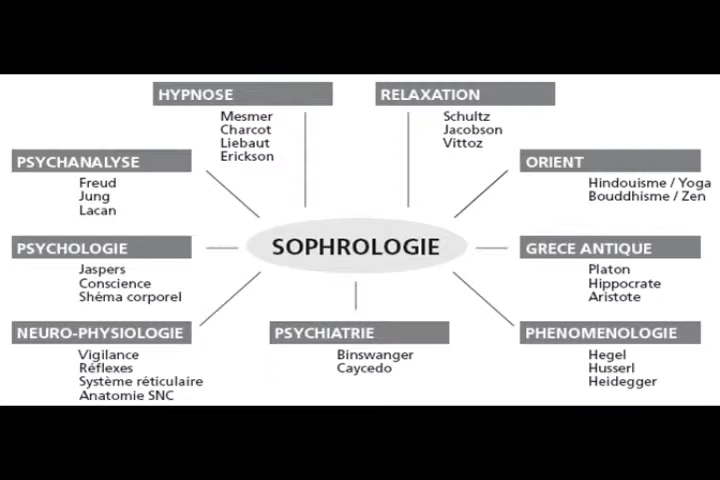 HYPNOSE
Mesmer
Charcot
Liebaut
Erickson
RELAXATION
Schultz
Jacobson
Vittoz
PSYCHANALYSE
Freud
Jung
Lacan
ORIENT
Hindouisme / Yoga
Bouddhisme / Zen
SOPHROLOGIE
PSYCHOLOGIE
Jaspers
Conscience
Shéma corporel
GRECE ANTIQUE
Platon
Hippocrate
Aristote
NEURO-PHYSIOLOGIE
Vigilance
Réflexes
Système réticulaire
Anatomie SNC
PSYCHIATRIE
Binswanger
Caycedo
PHENOMENOLOGIE
Hegel
Husserl
Heidegger